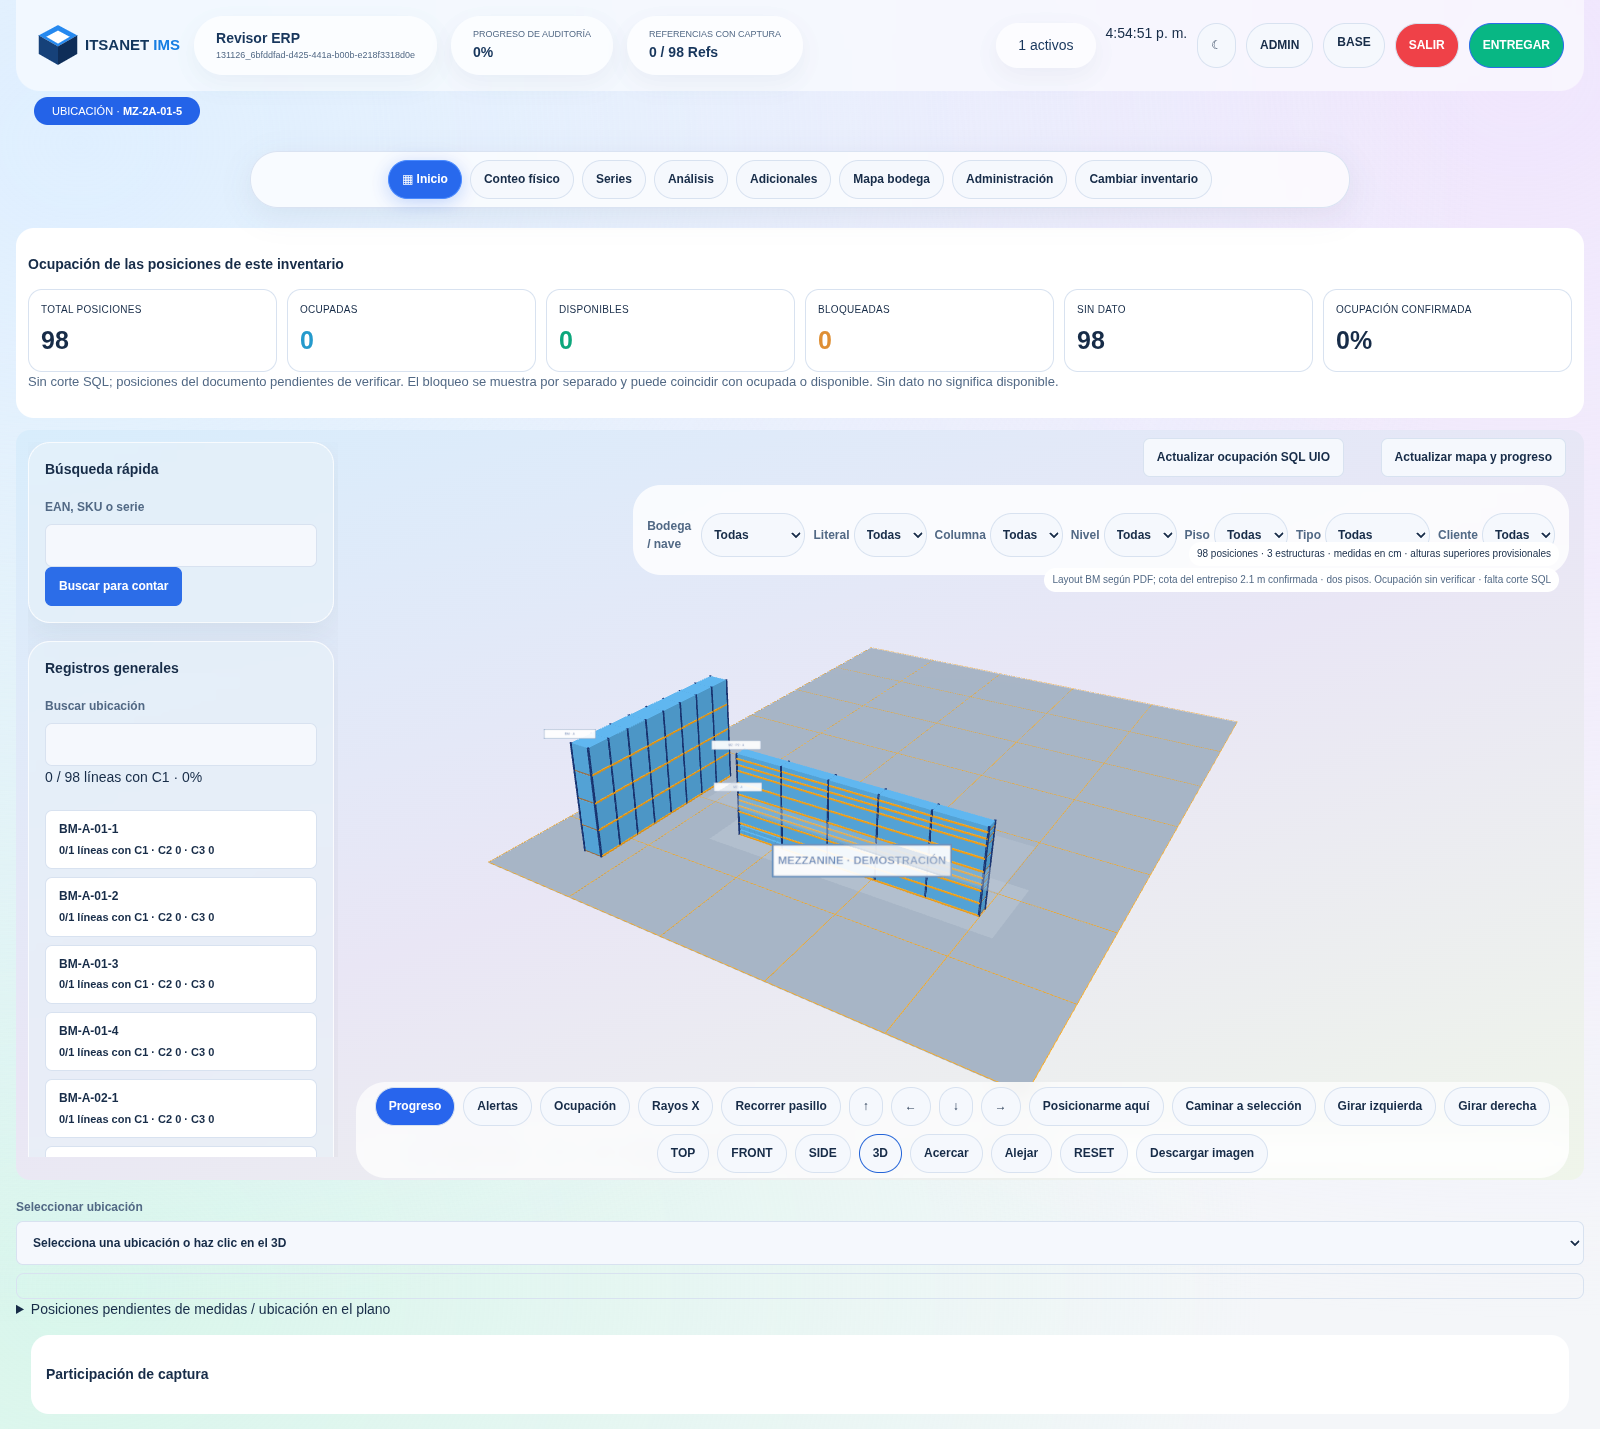 ITSANET IMS
Revisor ERP
131126_6bfddfad-d425-441a-b00b-e218f3318d0e
PROGRESO DE AUDITORÍA
0%
REFERENCIAS CON CAPTURA
0 / 98 Refs
1 activos
4:54:51 p. m.
☾
ADMIN
BASE
SALIR
ENTREGAR
UBICACIÓN · MZ-2A-01-5
▦ Inicio
Conteo físico
Series
Análisis
Adicionales
Mapa bodega
Administración
Cambiar inventario
Ocupación de las posiciones de este inventario
TOTAL POSICIONES
98
OCUPADAS
0
DISPONIBLES
0
BLOQUEADAS
0
SIN DATO
98
OCUPACIÓN CONFIRMADA
0%
Sin corte SQL; posiciones del documento pendientes de verificar. El bloqueo se muestra por separado y puede coincidir con ocupada o disponible. Sin dato no significa disponible.
Búsqueda rápida
EAN, SKU o serie
Buscar para contar
Registros generales
Buscar ubicación
0 / 98 líneas con C1 · 0%
BM-A-01-1
0/1 líneas con C1 · C2 0 · C3 0
BM-A-01-2
0/1 líneas con C1 · C2 0 · C3 0
BM-A-01-3
0/1 líneas con C1 · C2 0 · C3 0
BM-A-01-4
0/1 líneas con C1 · C2 0 · C3 0
BM-A-02-1
0/1 líneas con C1 · C2 0 · C3 0
Actualizar ocupación SQL UIO
Actualizar mapa y progreso
Bodega
/ nave
Todas
Literal
Todas
Columna
Todas
Nivel
Todas
Piso
Todas
Tipo
Todas
Cliente
Todas
98 posiciones · 3 estructuras · medidas en cm · alturas superiores provisionales
Layout BM según PDF; cota del entrepiso 2.1 m confirmada · dos pisos. Ocupación sin verificar · falta corte SQL
MEZZANINE · DEMOSTRACIÓN
Progreso
Alertas
Ocupación
Rayos X
Recorrer pasillo
↑
←
↓
→
Posicionarme aquí
Caminar a selección
Girar izquierda
Girar derecha
TOP
FRONT
SIDE
3D
Acercar
Alejar
RESET
Descargar imagen
Seleccionar ubicación
Selecciona una ubicación o haz clic en el 3D
Posiciones pendientes de medidas / ubicación en el plano
Participación de captura